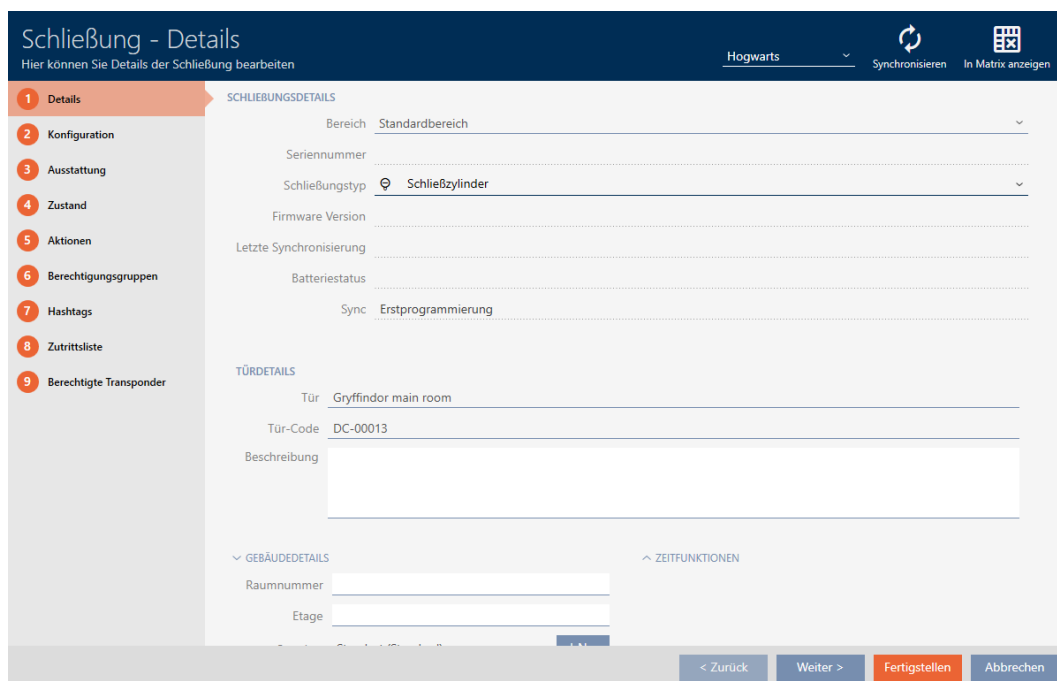 Schließung - Details
Hier können Sie Details der Schließung bearbeiten
Hogwarts
Synchronisieren
In Matrix anzeigen
1 Details
2 Konfiguration
3 Ausstattung
4 Zustand
5 Aktionen
6 Berechtigungsgruppen
7 Hashtags
8 Zutrittsliste
9 Berechtigte Transponder
SCHLIEßUNGSDETAILS
Bereich Standardbereich
Seriennummer
Schließungstyp Schließzylinder
Firmware Version
Letzte Synchronisierung
Batteriestatus
Sync Erstprogrammierung
TÜRDETAILS
Tür Gryffindor main room
Tür-Code DC-00013
Beschreibung
GEBÄUDEDETAILS
ZEITFUNKTIONEN
Raumnummer
Etage
< Zurück
Weiter >
Fertigstellen
Abbrechen